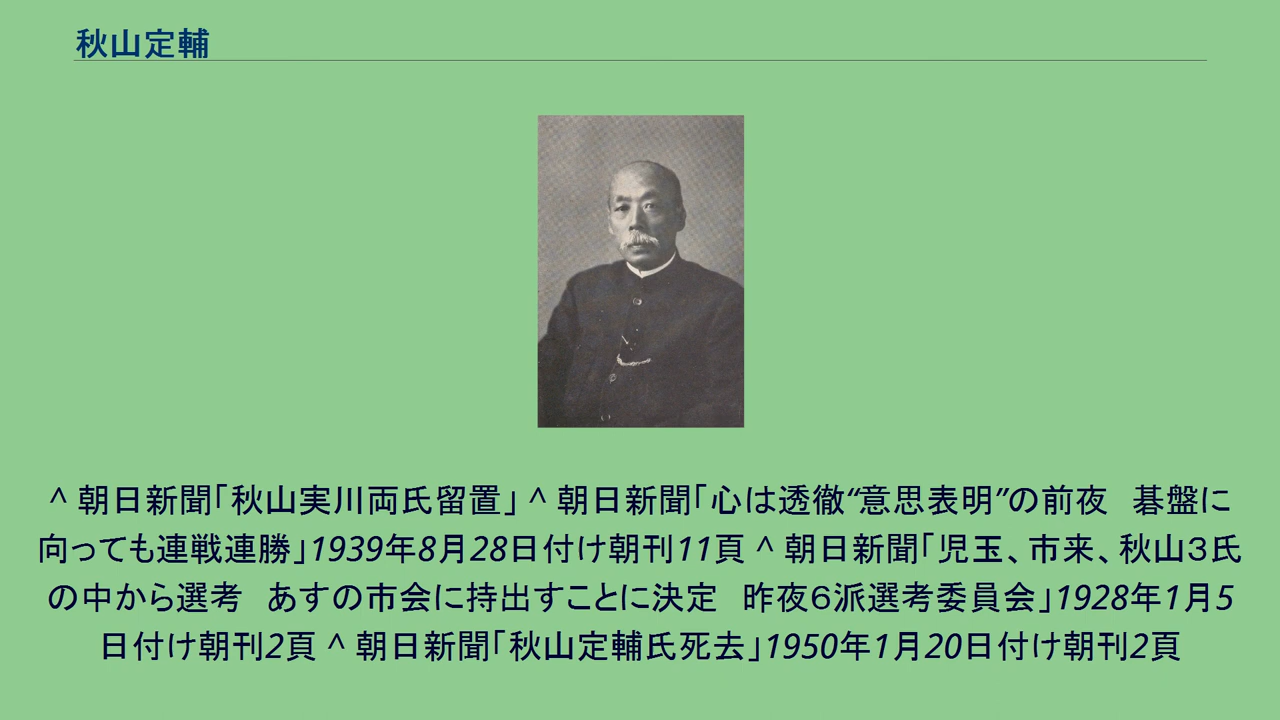 秋山定輔
^ 朝日新聞「秋山実川両氏留置」 ^ 朝日新聞「心は透徹“意思表明”の前夜　碁盤に
向っても連戦連勝」1939年8月28日付け朝刊11頁 ^ 朝日新聞「児玉、市来、秋山３氏
の中から選考　あすの市会に持出すことに決定　昨夜６派選考委員会」1928年1月5
日付け朝刊2頁 ^ 朝日新聞「秋山定輔氏死去」1950年1月20日付け朝刊2頁